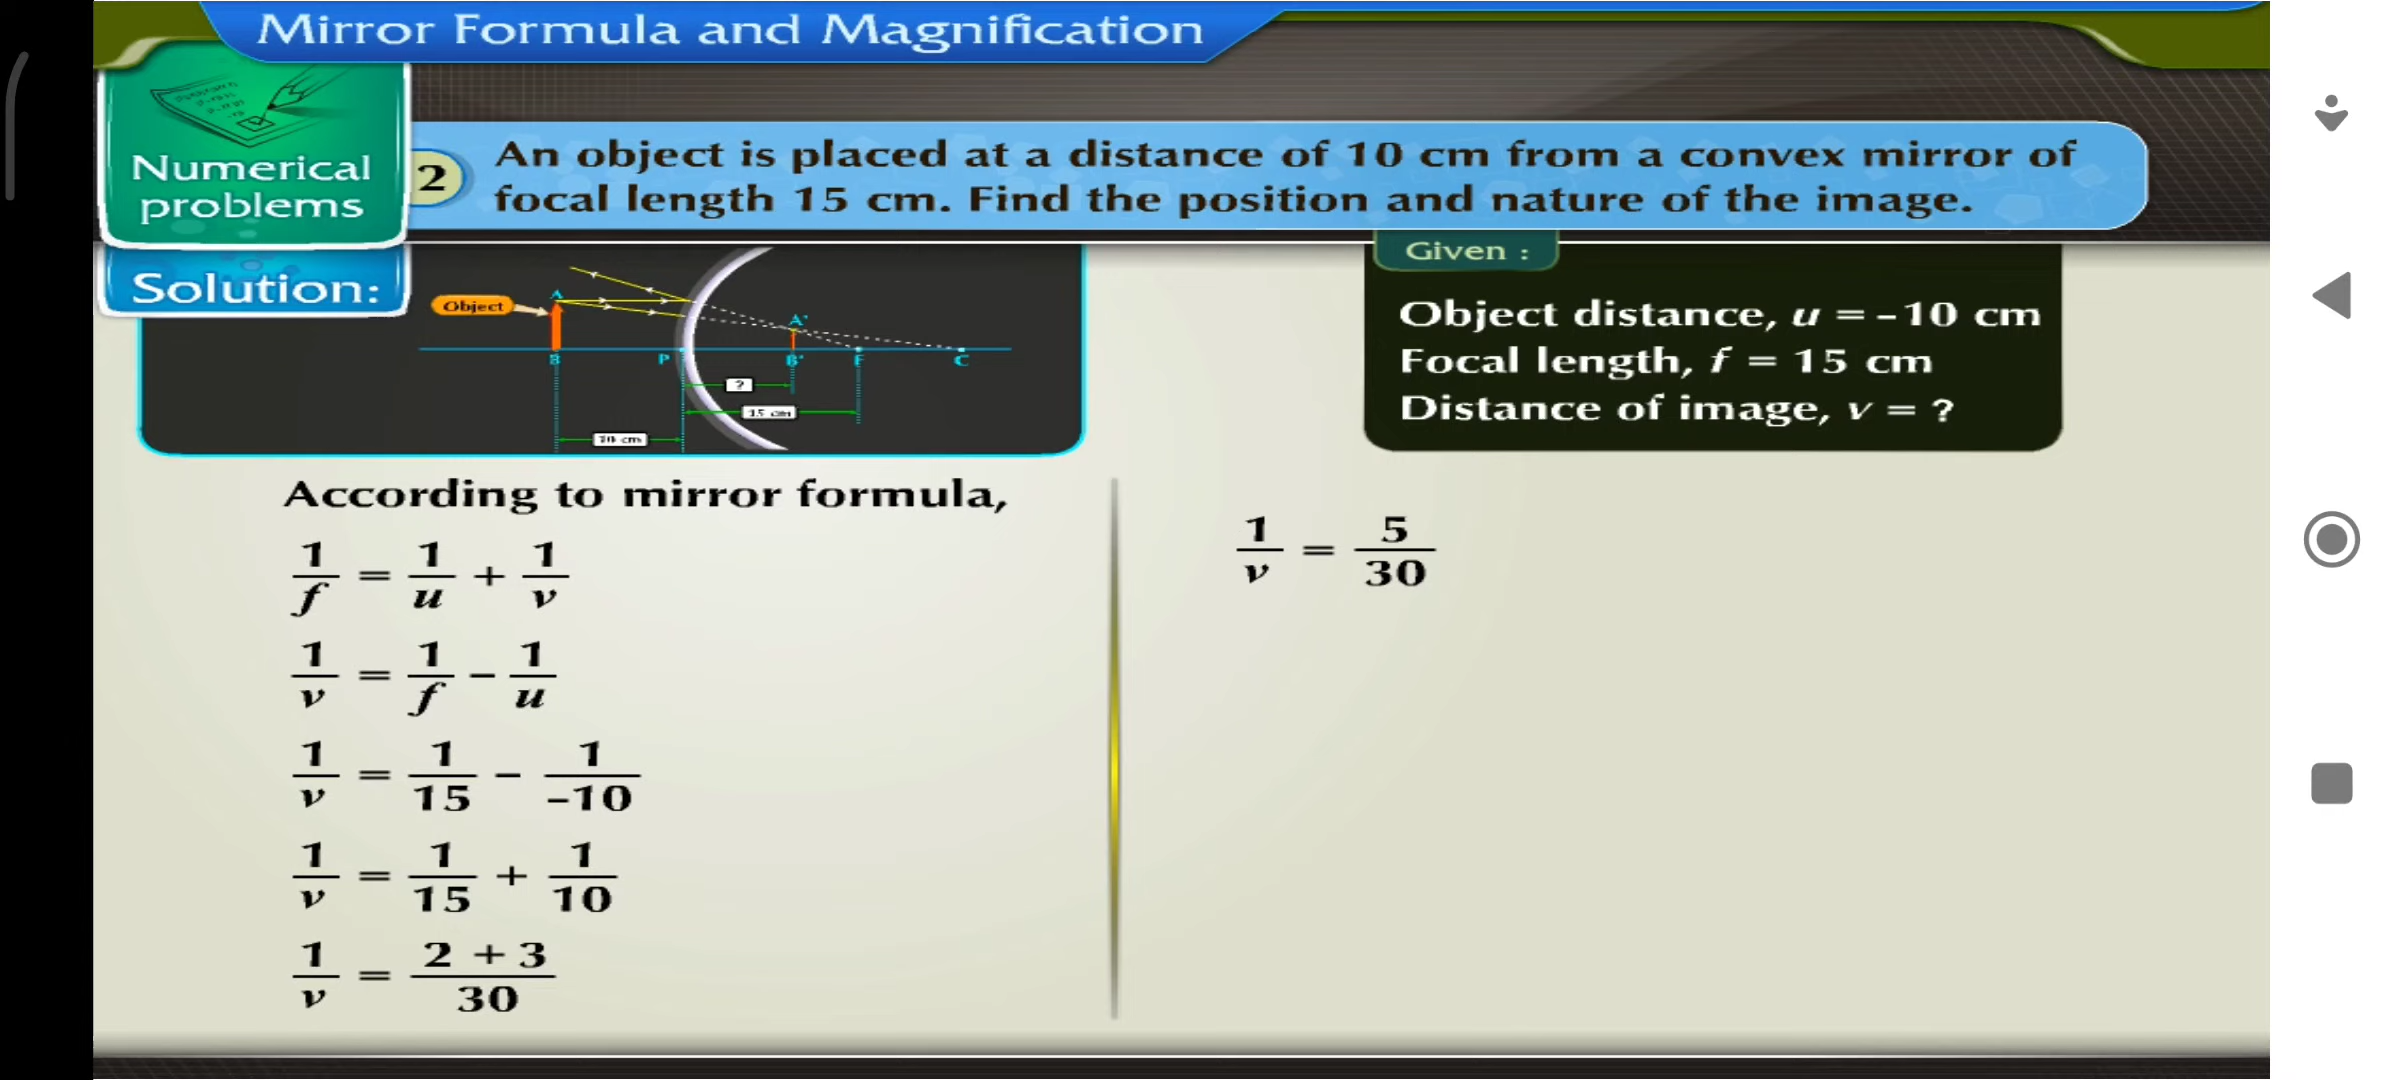 Mirror Formula and Magnification
Numerical
problems
2
An object is placed at a distance of 10 cm from a convex mirror of
focal length 15 cm. Find the position and nature of the image.
Solution:
Object
A
B
P
A'
B'
F
C
?
15 cm
10 cm
Given :
Object distance, u = –10 cm
Focal length, f = 15 cm
Distance of image, v = ?
According to mirror formula,
1/f = 1/u + 1/v
1/v = 1/f – 1/u
1/v = 1/15 – 1/–10
1/v = 1/15 + 1/10
1/v = 2 + 3/30
1/v = 5/30